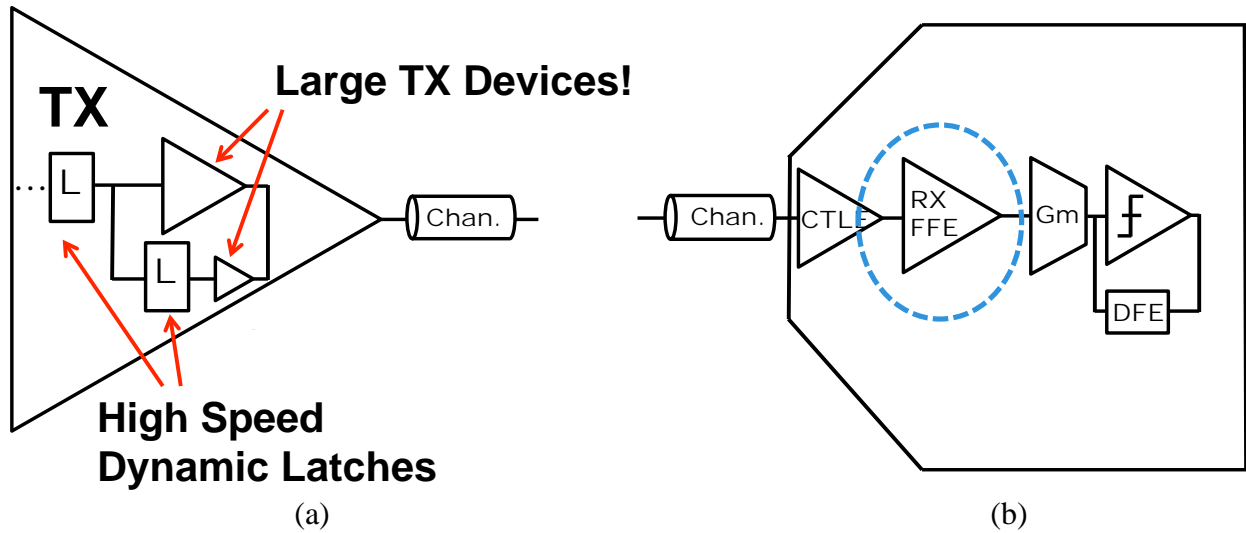 Large TX Devices!
TX
... L
L
Chan.
High Speed
Dynamic Latches
(a)
Chan.
CTLE
RX
FFE
Gm
DFE
(b)